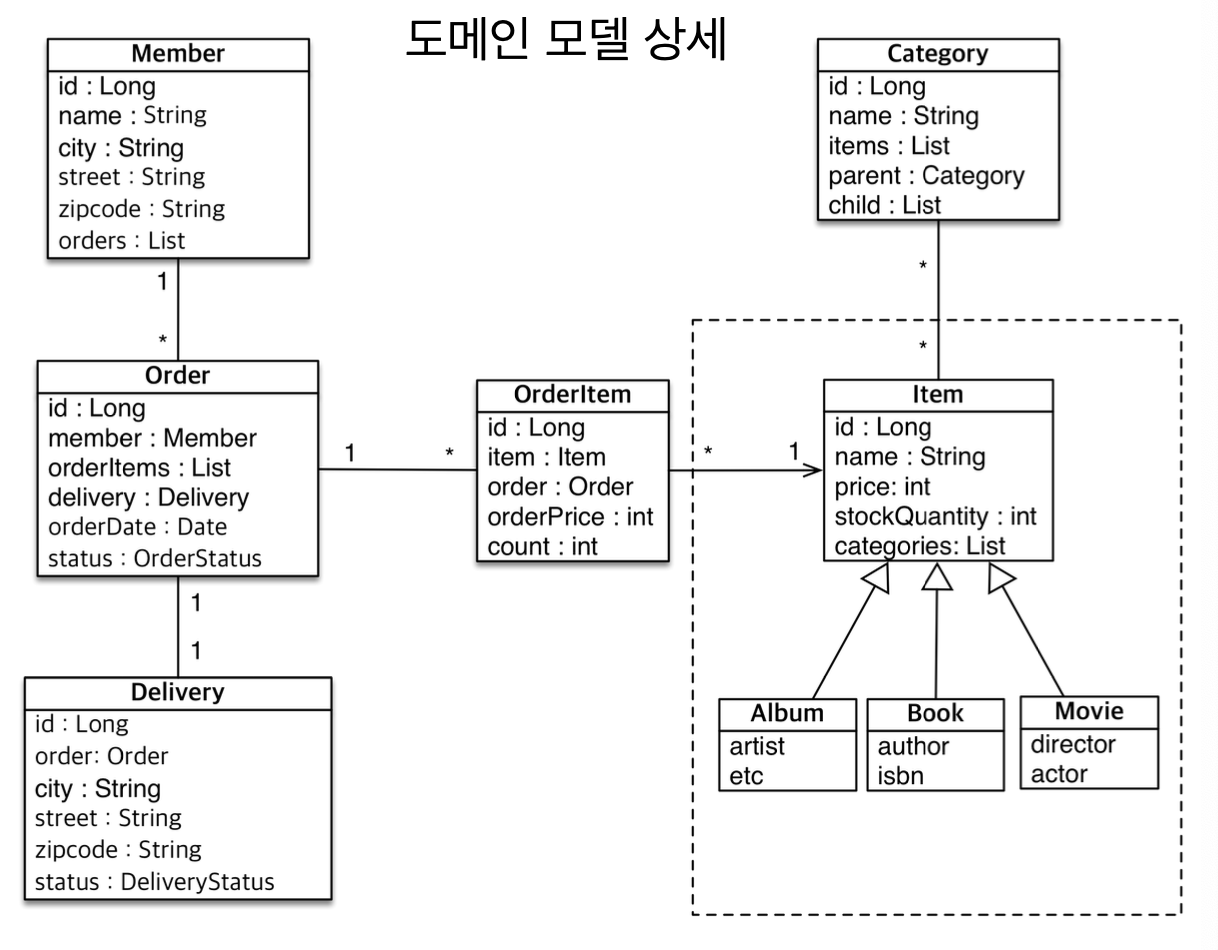 도메인 모델 상세
Member
id : Long
name : String
city : String
street : String
zipcode : String
orders : List
Category
id : Long
name : String
items : List
parent : Category
child : List
1
*
*
*
Order
id : Long
member : Member
orderItems : List
delivery : Delivery
orderDate : Date
status : OrderStatus
1
*
OrderItem
id : Long
item : Item
order : Order
orderPrice : int
count : int
*
1
Item
id : Long
name : String
price: int
stockQuantity : int
categories: List
1
1
Delivery
id : Long
order: Order
city : String
street : String
zipcode : String
status : DeliveryStatus
Album
artist
etc
Book
author
isbn
Movie
director
actor